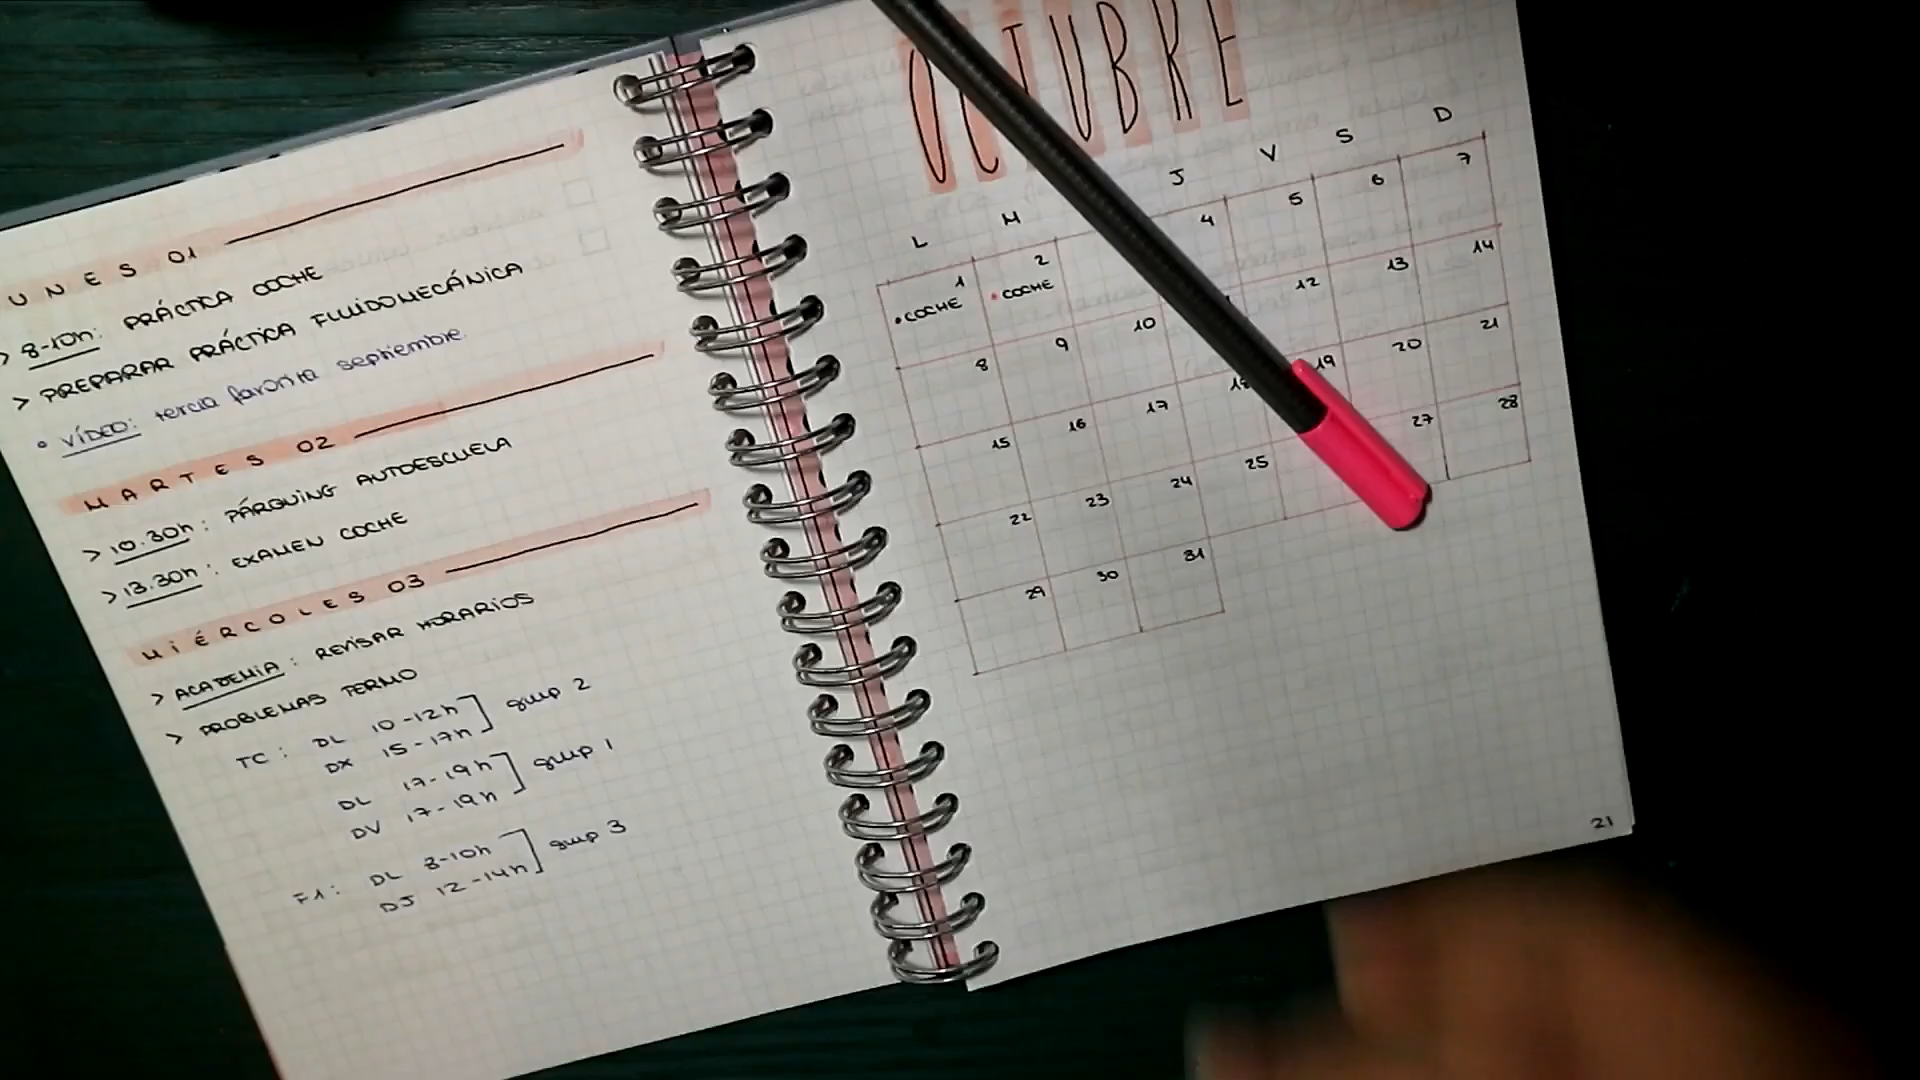 UNES 01
> 8-10h: PRÁCTICA COCHE
> PREPARAR PRÁCTICA FLUIDOMECÁNICA
• VÍDEO: septiembre.
MARTES 02
> 10.30h: PÁRQUING AUTOESCUELA
> 13.30h: EXAMEN COCHE
MIÉRCOLES 03
> ACADEMIA: REVISAR HORARIOS
> PROBLEMAS TERMO
TC: DL 10-12h
DX 15-17h] grup 2
DL 17-19h
DV 17-19h] grup 1
F1: DL 8-10h
DJ 12-14h] grup 3
OCTUBRE
L M J V S D
1 2 4 5 6 7
•COCHE •COCHE
8 9 10 12 13 14
15 16 17 18 19 20 21
22 23 24 25 27 28
29 30 31
21